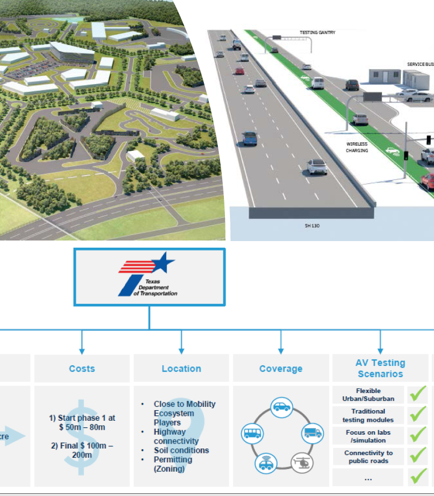 TESTING GANTRY
SERVICE BUS
WIRELESS
CHARGING
SH 130
Texas
Department
of Transportation
Costs
Location
Coverage
AV Testing
Scenarios
cre
1) Start phase 1 at
$ 50m – 80m
2) Final $ 100m –
200m
• Close to Mobility
Ecosystem
Players
• Highway
connectivity
• Soil conditions
• Permitting
(Zoning)
Flexible
Urban/Suburban
Traditional
testing modules
Focus on labs
/simulation
Connectivity to
public roads
...